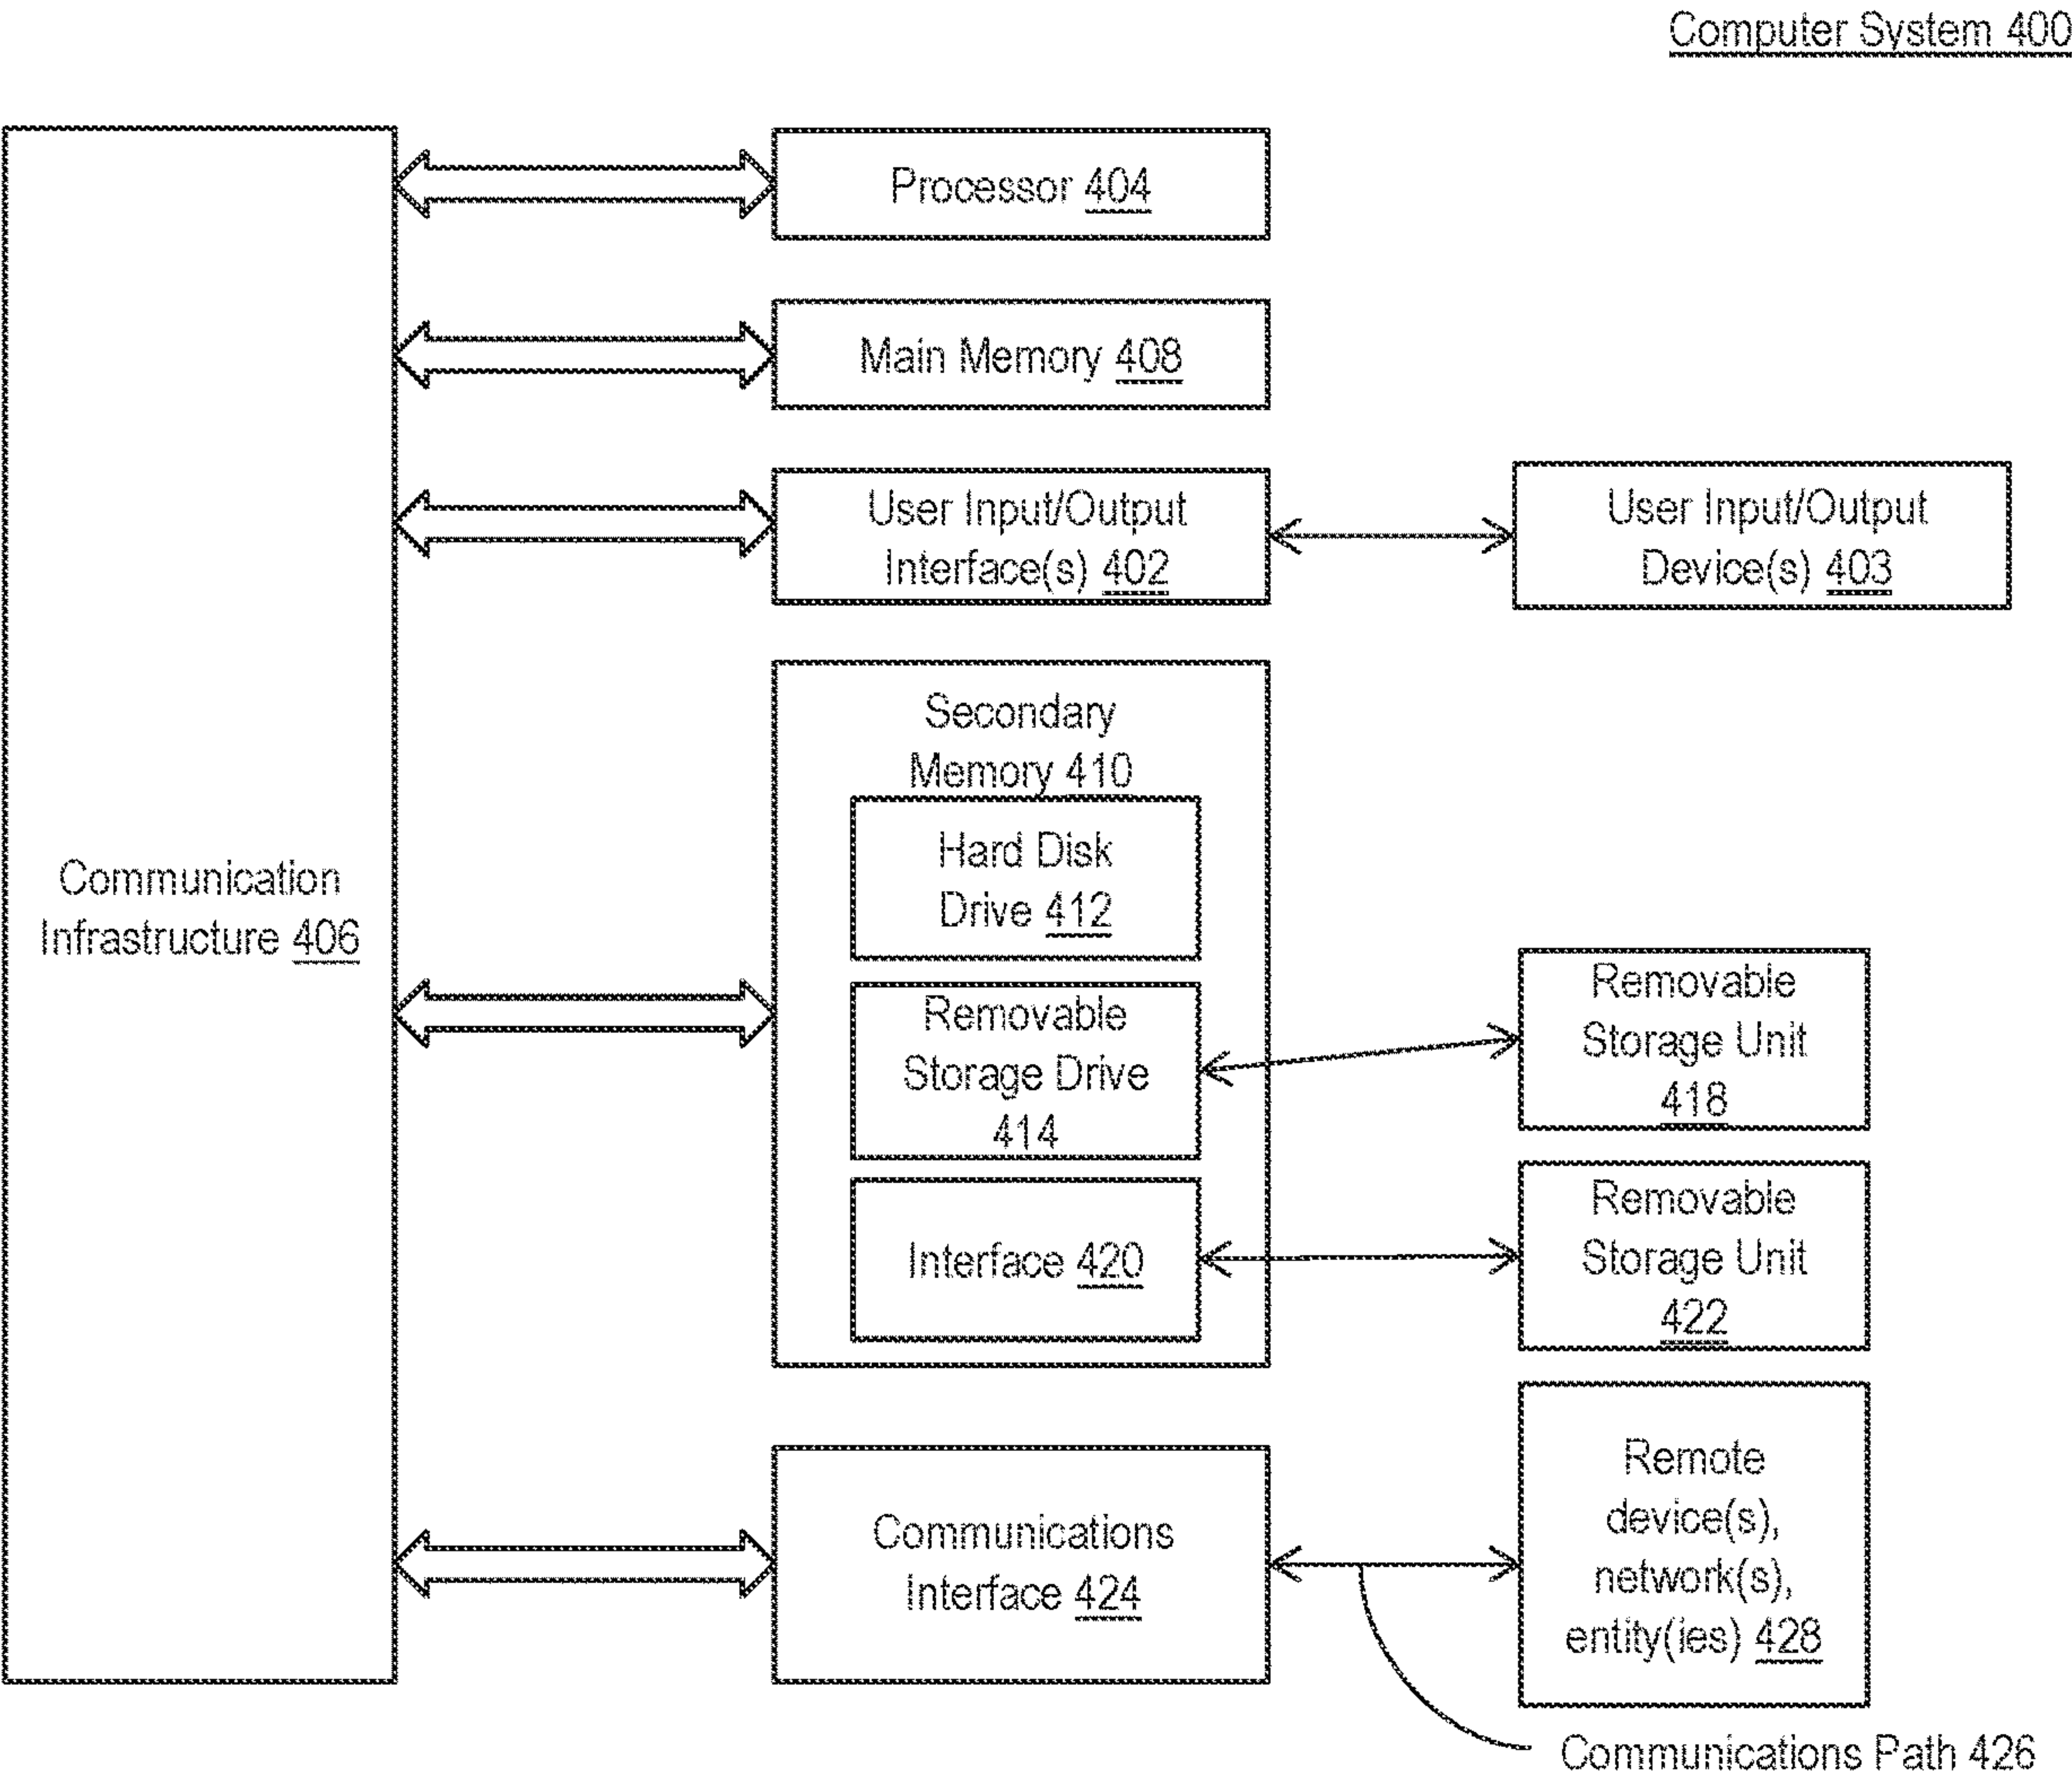 Computer System 400
Processor 404
Main Memory 408
User Input/Output
Interface(s) 402
User Input/Output
Device(s) 403
Secondary
Memory 410
Hard Disk
Drive 412
Communication
Infrastructure 406
Removable
Storage Drive
414
Removable
Storage Unit
418
Interface 420
Removable
Storage Unit
422
Communications
Interface 424
Remote
device(s),
network(s),
entity(ies) 428
Communications Path 426